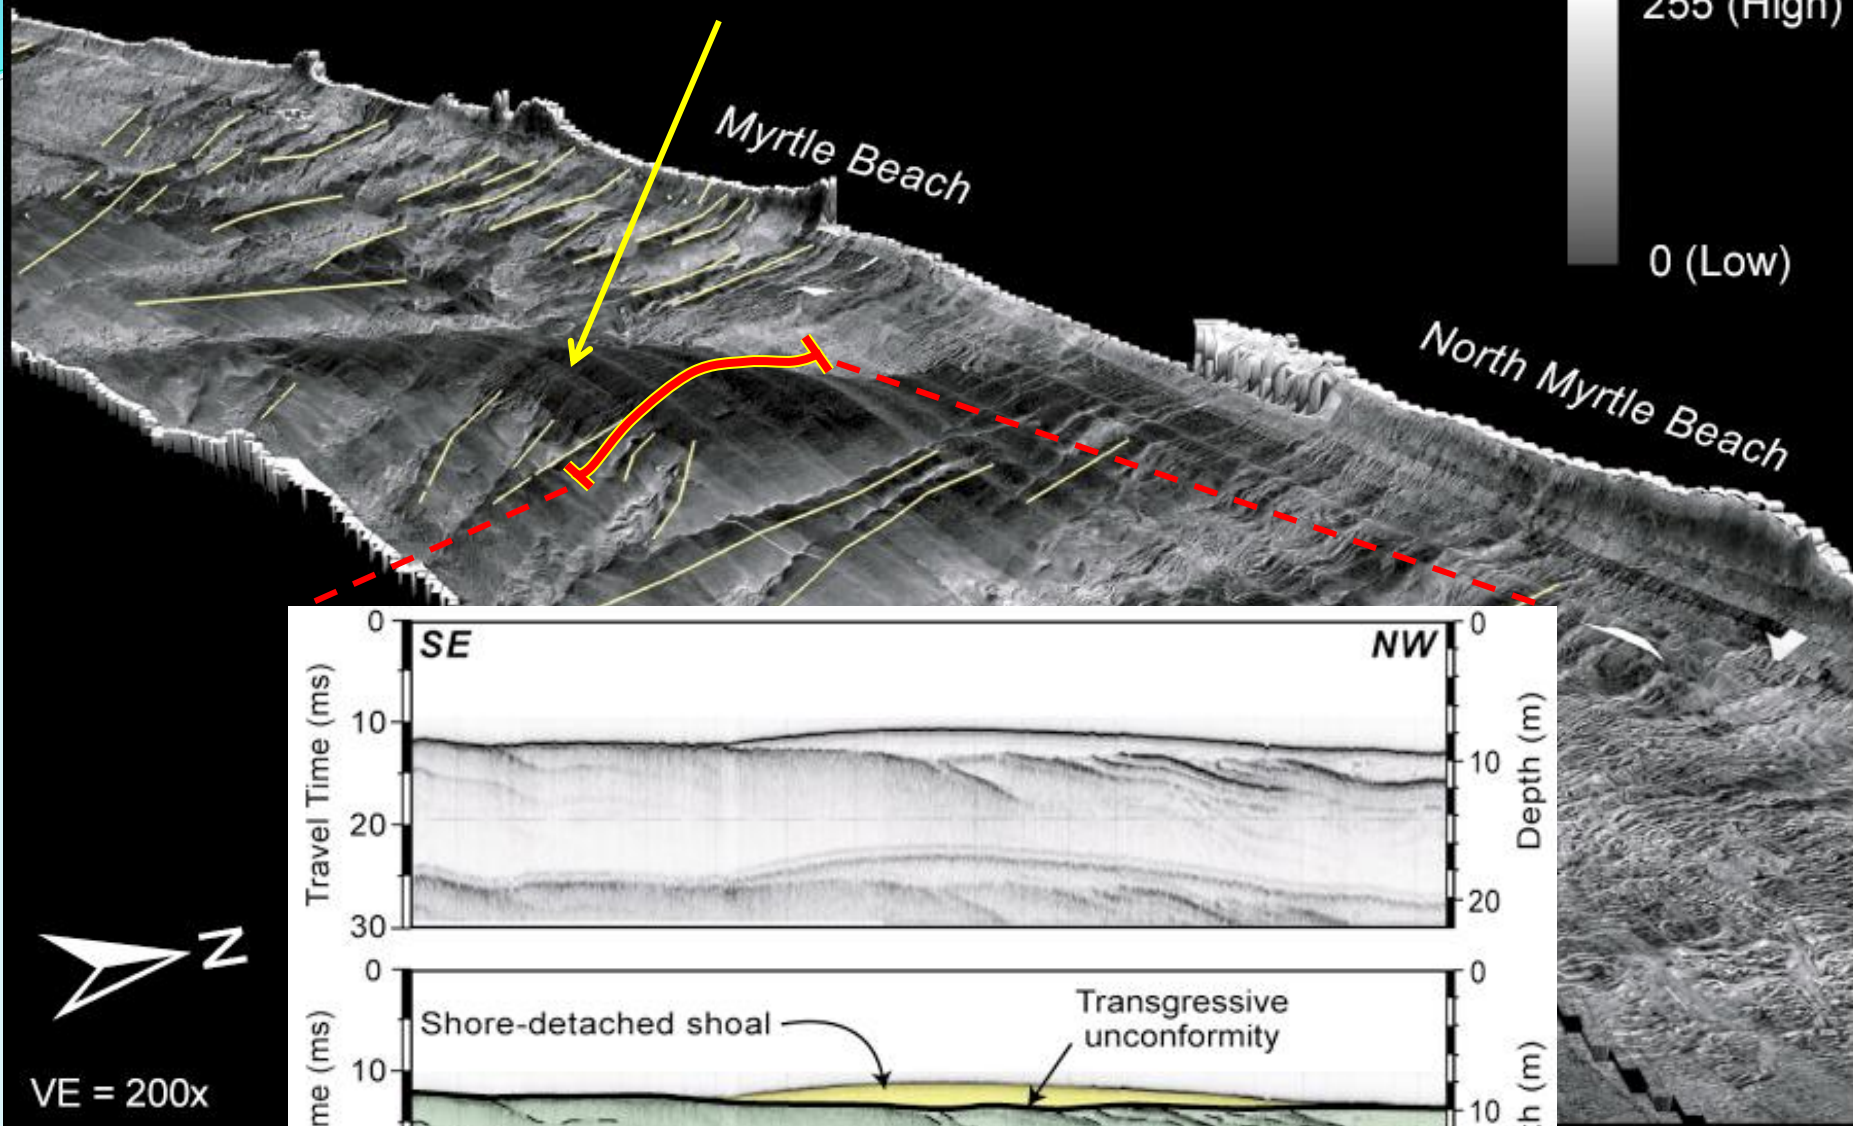 255 (High)
0 (Low)
Myrtle Beach
North Myrtle Beach
N
VE = 200x
SE
NW
Travel Time (ms)
0
10
20
30
Depth (m)
0
10
20
0
10
0
10
Shore-detached shoal
Transgressive
unconformity